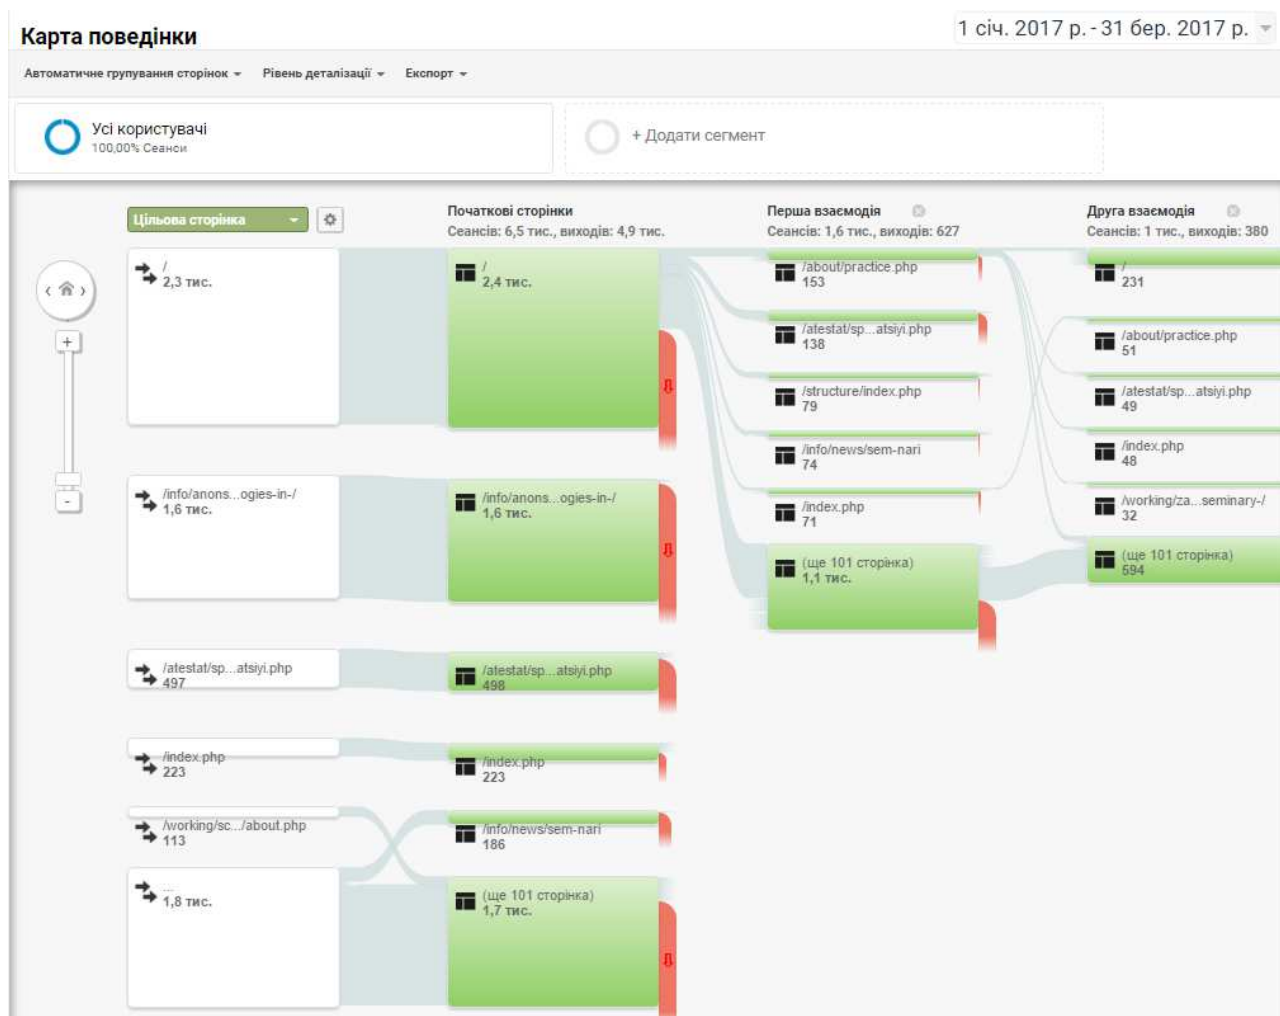 Карта поведінки
1 січ. 2017 р. - 31 бер. 2017 р.
Автоматичне групування сторінок
Рівень деталізації
Експорт
Усі користувачі
100,00% Сеанси
+ Додати сегмент
Цільова сторінка
Початкові сторінки
Сеансів: 6,5 тис., виходів: 4,9 тис.
Перша взаємодія
Сеансів: 1,6 тис., виходів: 627
Друга взаємодія
Сеансів: 1 тис., виходів: 380
/
2,3 тис.
/info/anons...ogies-in-/
1,6 тис.
/atestat/sp...atsiyi.php
497
/index.php
223
/working/sc.../about.php
113
...
1,8 тис.
/
2,4 тис.
/info/anons...ogies-in-/
1,6 тис.
/atestat/sp...atsiyi.php
498
/index.php
223
/info/news/sem-nari
186
(ще 101 сторінка)
1,7 тис.
/about/practice.php
153
/atestat/sp...atsiyi.php
138
/structure/index.php
79
/info/news/sem-nari
74
/index.php
71
(ще 101 сторінка)
1,1 тис.
/
231
/about/practice.php
51
/atestat/sp...atsiyi.php
49
/index.php
48
/working/za...seminary-/
32
(ще 101 сторінка)
594